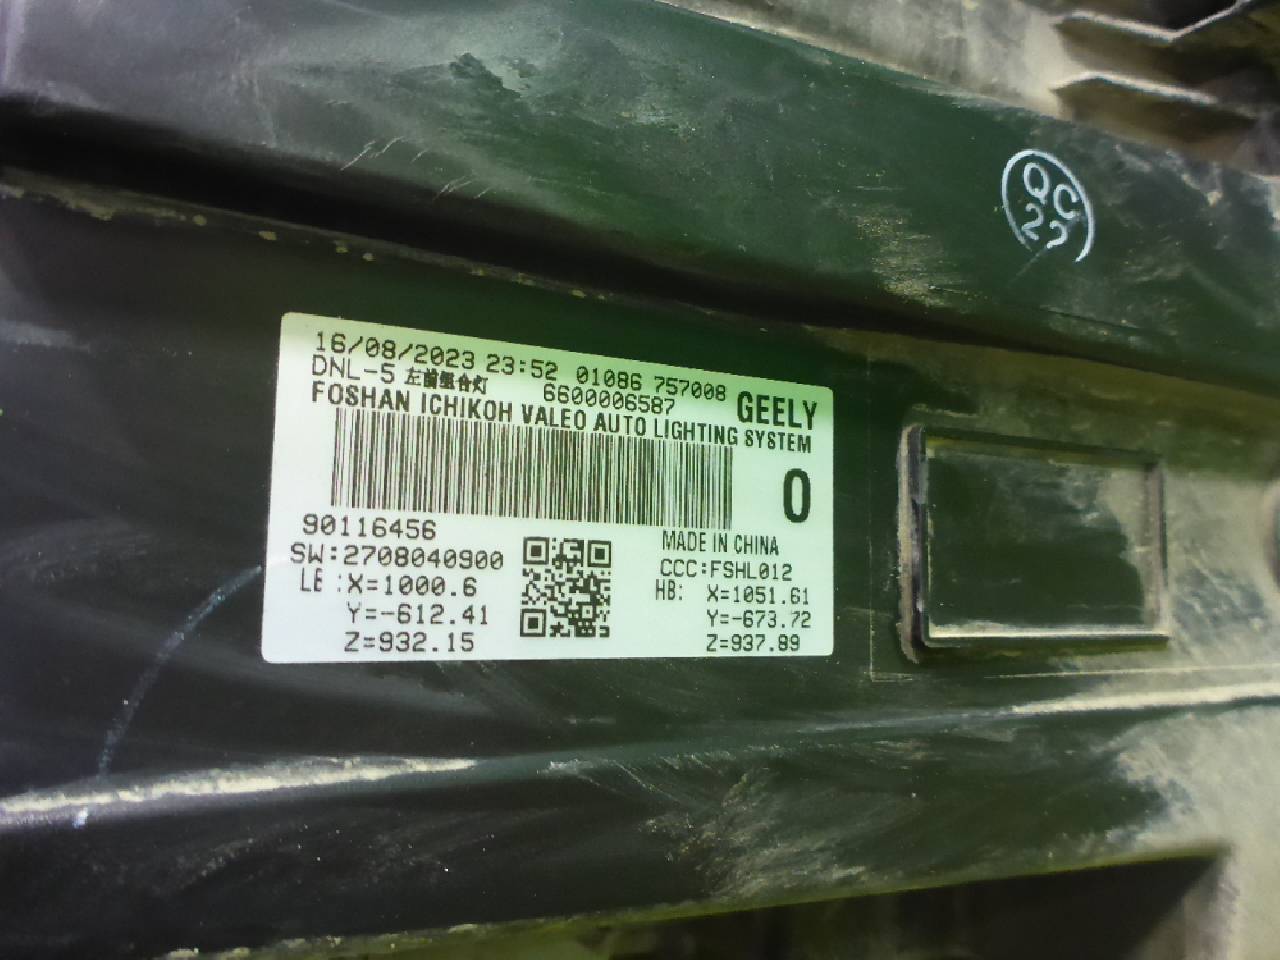 QC
22
16/08/2023 23:52 01086 757008
DNL-5 左前组合灯 6600006587 GEELY
FOSHAN ICHIKOH VALEO AUTO LIGHTING SYSTEM
0
90116456
SW:2708040900
LE :X=1000.6
Y=-612.41
Z=932.15
MADE IN CHINA
CCC:FSHL012
HB: X=1051.61
Y=-673.72
Z=937.89